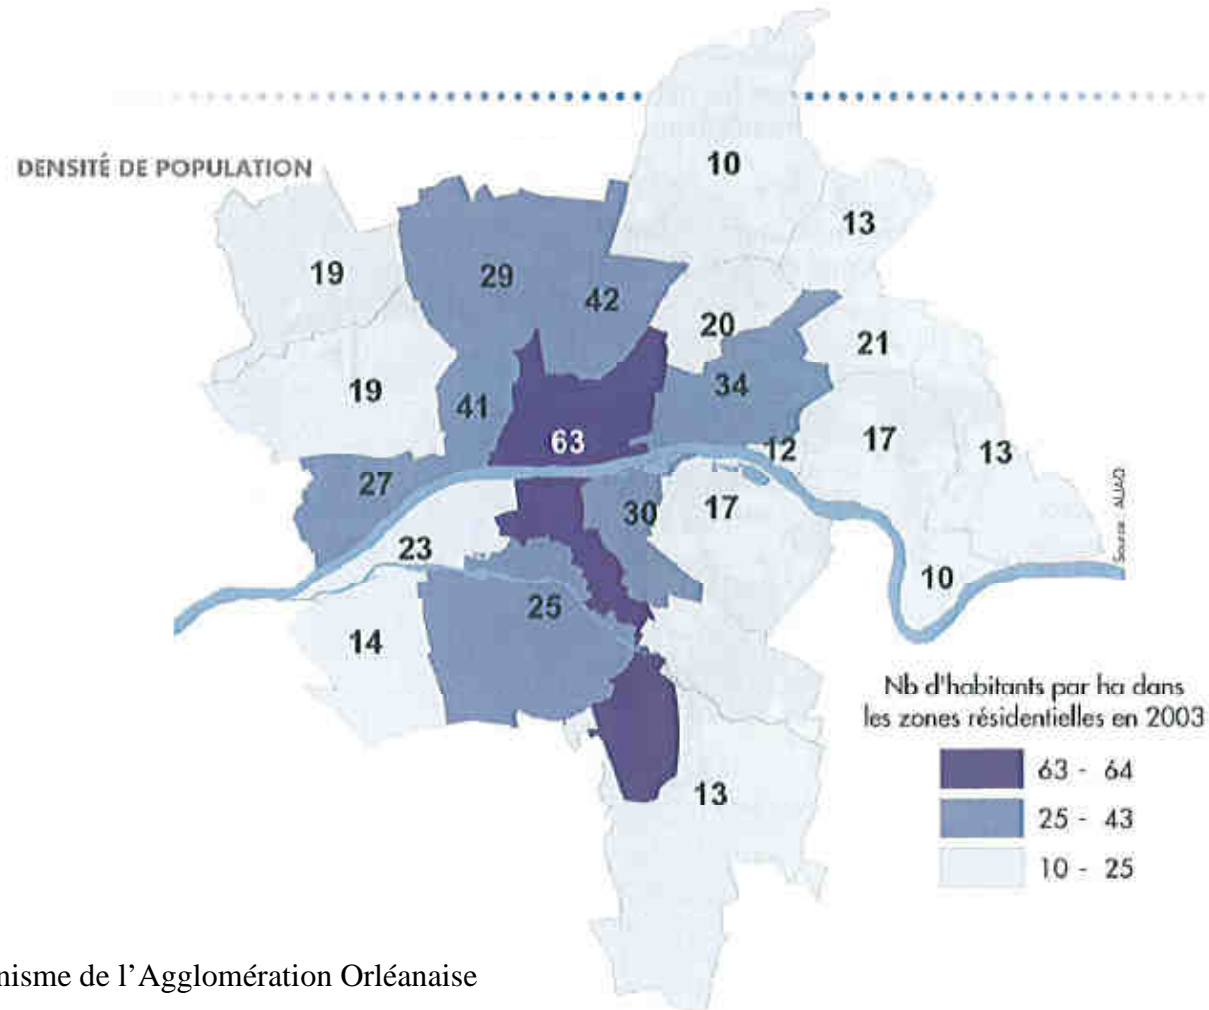 DENSITÉ DE POPULATION
10
13
19
29
42
20
21
19
41
34
63
12
17
13
27
30
17
23
10
25
14
13
Source : AUAO
Nb d'habitants par ha dans
les zones résidentielles en 2003
63 - 64
25 - 43
10 - 25
nisme de l’Agglomération Orléanaise